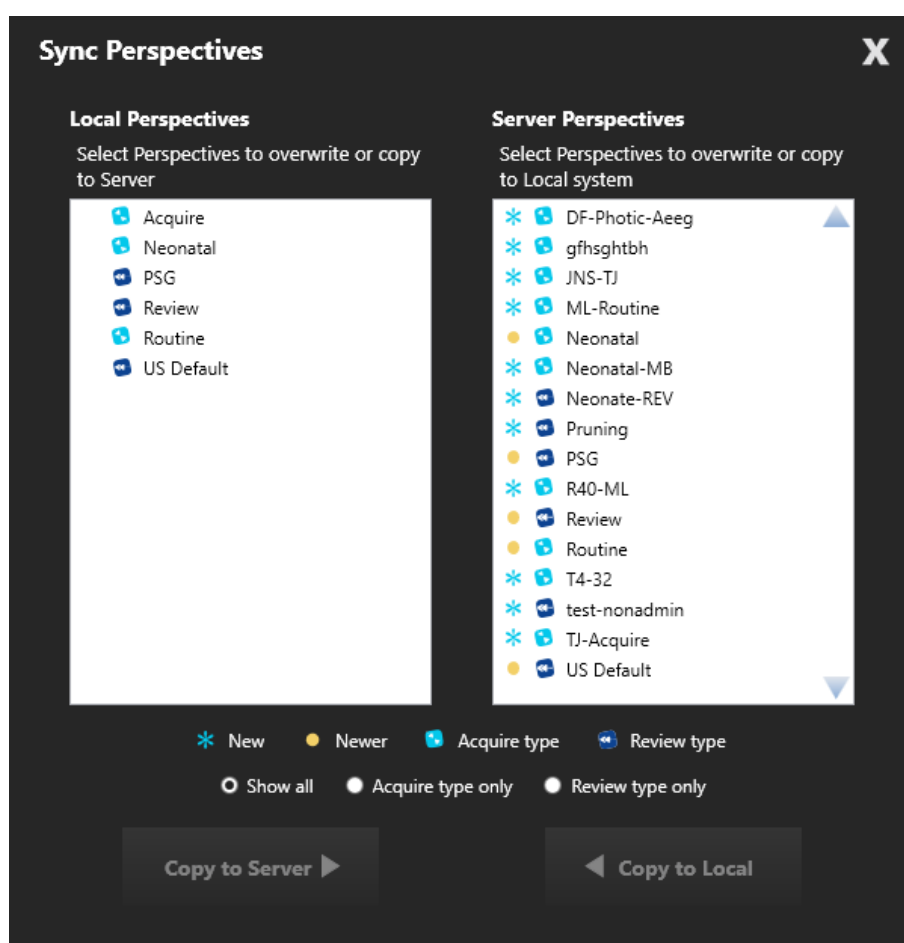 Sync Perspectives
X
Local Perspectives
Select Perspectives to overwrite or copy
to Server
Acquire
Neonatal
PSG
Review
Routine
US Default
Server Perspectives
Select Perspectives to overwrite or copy
to Local system
DF-Photic-Aeeg
gfhsghtbh
JNS-TJ
ML-Routine
Neonatal
Neonatal-MB
Neonate-REV
Pruning
PSG
R40-ML
Review
Routine
T4-32
test-nonadmin
TJ-Acquire
US Default
New Newer Acquire type Review type
Show all Acquire type only Review type only
Copy to Server Copy to Local